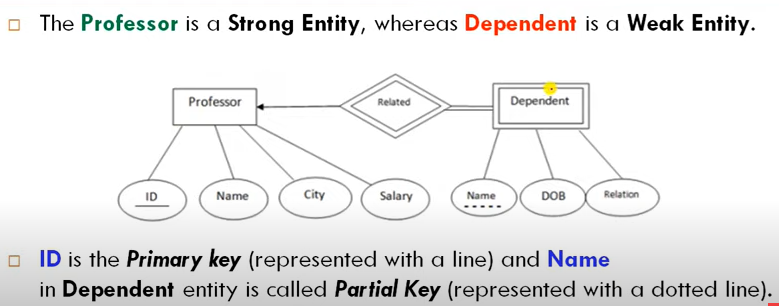 The Professor is a Strong Entity, whereas Dependent is a Weak Entity.
Professor
Related
Dependent
ID
Name
City
Salary
Name
DOB
Relation
ID is the Primary key (represented with a line) and Name
in Dependent entity is called Partial Key (represented with a dotted line).